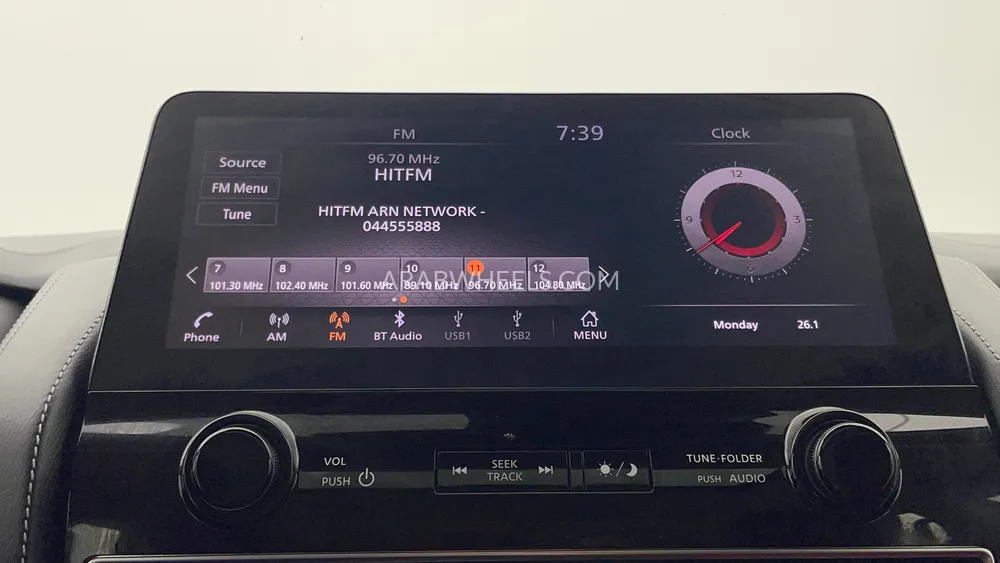 FM
7:39
Clock
Source
FM Menu
Tune
96.70 MHz
HITFM
HITFM ARN NETWORK -
044555888
12
3
6
9
7 8 9 10 11 12
101.30 MHz 102.40 MHz 101.60 MHz 89.10 MHz 96.70 MHz 104.80 MHz
ARABWHEELS.COM
Phone AM FM BT Audio USB1 USB2 MENU
Monday 26.1
VOL
PUSH
SEEK
TRACK
TUNE·FOLDER
PUSH AUDIO